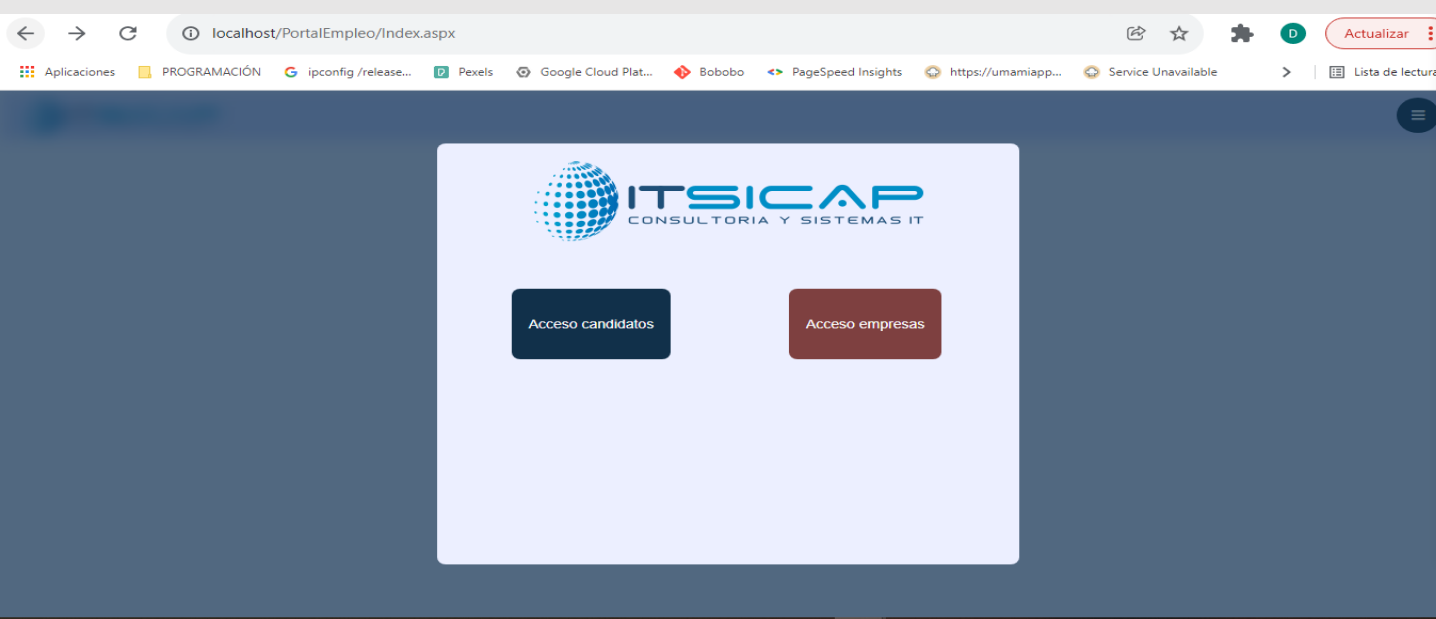 localhost/PortalEmpleo/Index.aspx
D
Actualizar
Aplicaciones PROGRAMACIÓN ipconfig /release... Pexels Google Cloud Plat... Bobobo PageSpeed Insights https://umamiapp... Service Unavailable Lista de lectura
ITSICAP
CONSULTORIA Y SISTEMAS IT
Acceso candidatos Acceso empresas